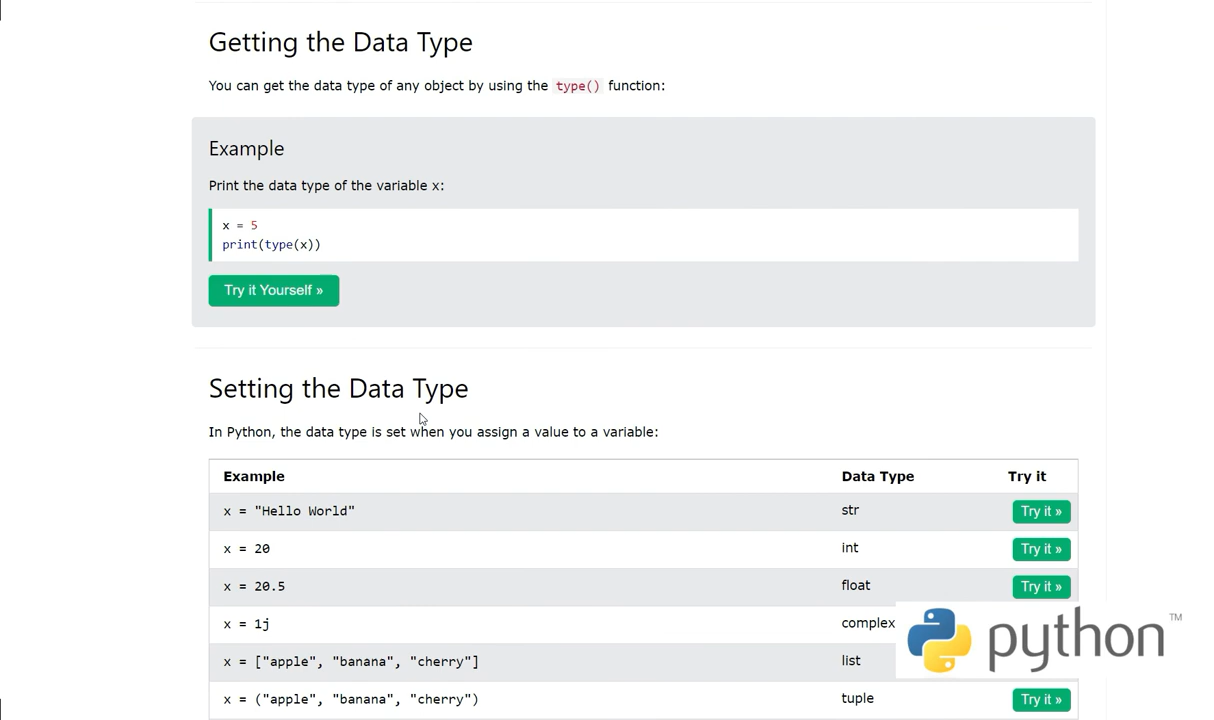 Getting the Data Type
You can get the data type of any object by using the type() function:
Example
Print the data type of the variable x:
x = 5
print(type(x))
Try it Yourself »
Setting the Data Type
In Python, the data type is set when you assign a value to a variable:
Example Data Type Try it
x = "Hello World" str Try it »
x = 20 int Try it »
x = 20.5 float Try it »
x = 1j complex
x = ["apple", "banana", "cherry"] list
x = ("apple", "banana", "cherry") tuple Try it »
python™